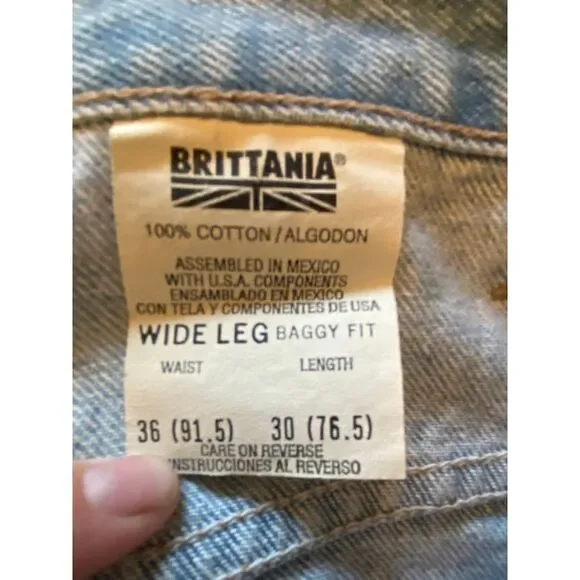 BRITTANIA®
100% COTTON/ALGODON
ASSEMBLED IN MEXICO
WITH U.S.A. COMPONENTS
ENSAMBLADO EN MEXICO
CON TELA Y COMPONENTES DE USA
WIDE LEG BAGGY FIT
WAIST LENGTH
36 (91.5) 30 (76.5)
CARE ON REVERSE
INSTRUCCIONES AL REVERSO